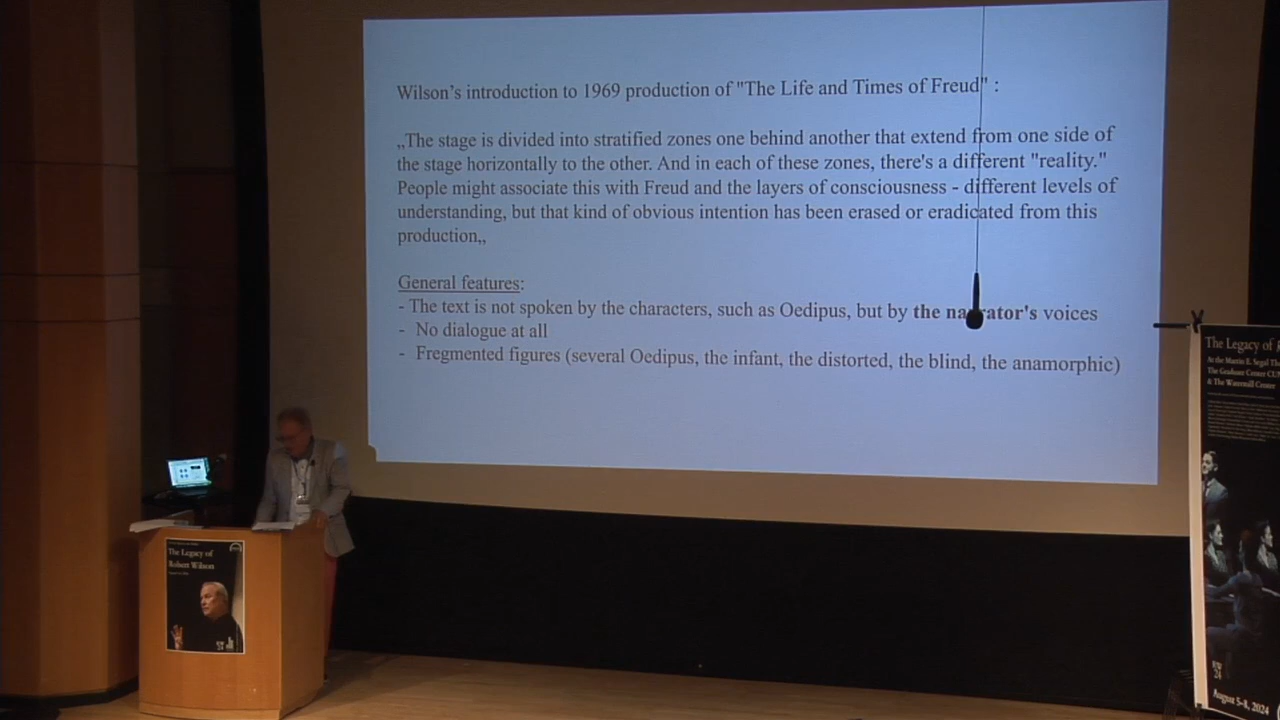 Wilson's introduction to 1969 production of "The Life and Times of Freud" :
„The stage is divided into stratified zones one behind another that extend from one side of
the stage horizontally to the other. And in each of these zones, there's a different "reality."
People might associate this with Freud and the layers of consciousness - different levels of
understanding, but that kind of obvious intention has been erased or eradicated from this
production„
General features:
- The text is not spoken by the characters, such as Oedipus, but by the narrator's voices
- No dialogue at all
- Fregmented figures (several Oedipus, the infant, the distorted, the blind, the anamorphic)
The Legacy of
Robert Wilson
The Legacy of
At the Martin E. Segal
The Graduate Center
& The Watermill Center
August 5-8, 2024